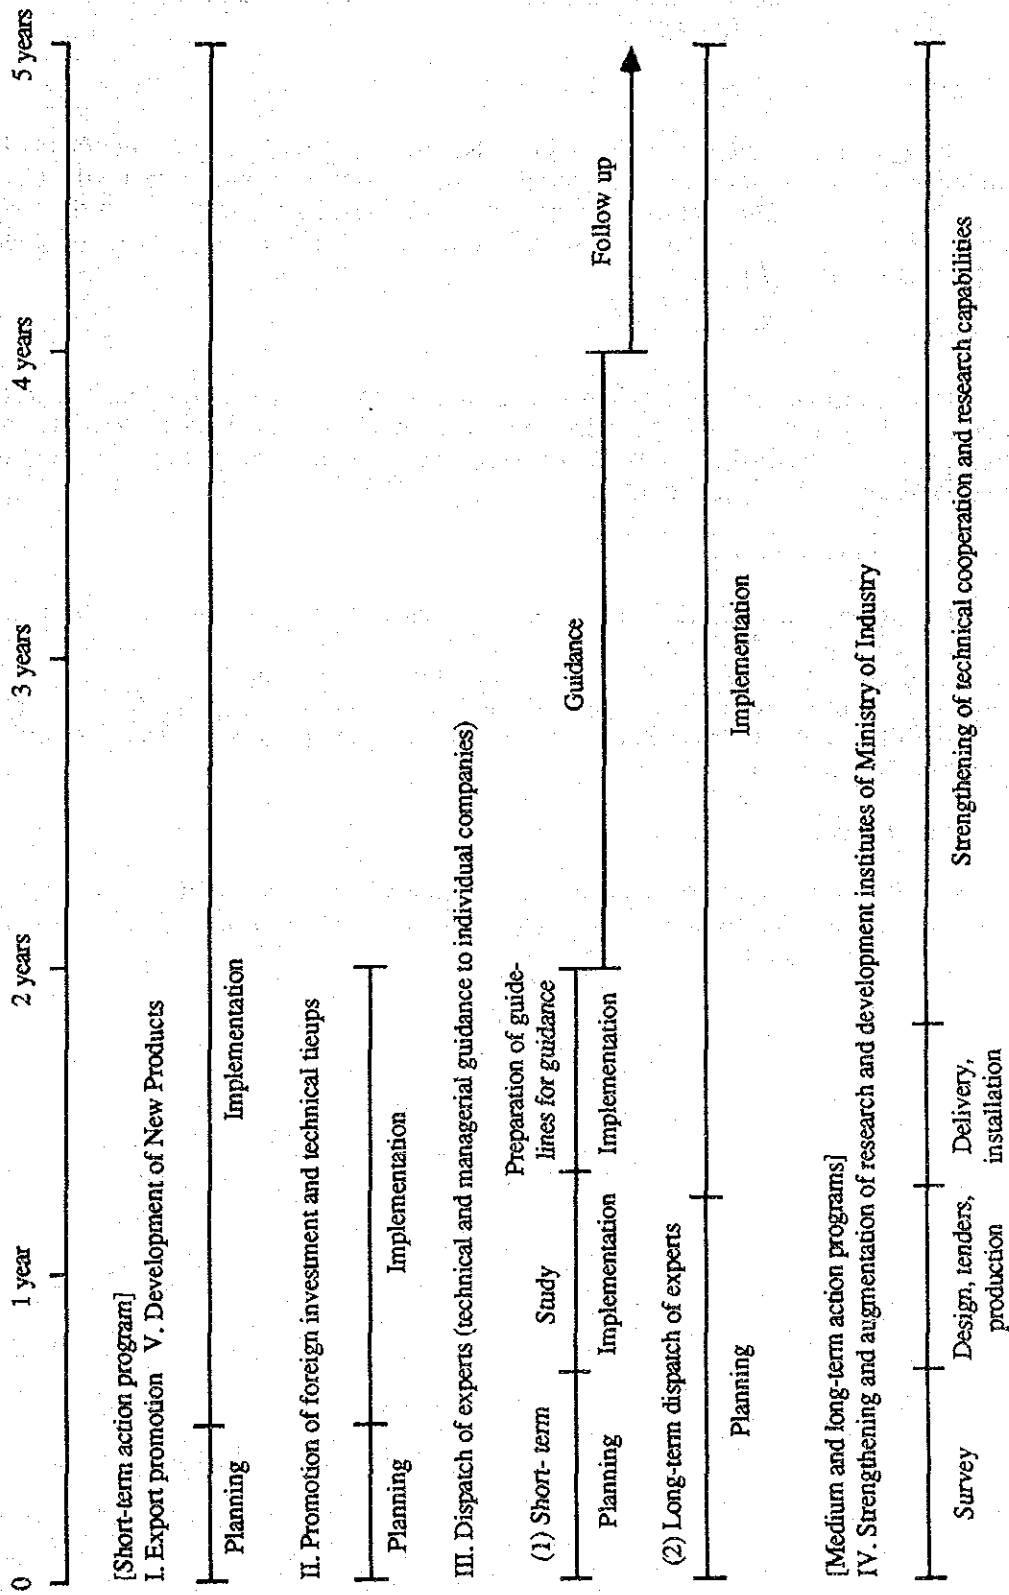 0 1 year 2 years 3 years 4 years 5 years
[Short-term action program]
I. Export promotion V. Development of New Products
Planning Implementation
II. Promotion of foreign investment and technical tieups
Planning Implementation
III. Dispatch of experts (technical and managerial guidance to individual companies)
(1) Short- term Study Preparation of guide-
lines for guidance
Guidance Follow up
Planning Implementation Implementation
(2) Long-term dispatch of experts
Planning Implementation
[Medium and long-term action programs]
IV. Strengthening and augmentation of research and development institutes of Ministry of Industry
Survey Design, tenders, Delivery, Strengthening of technical cooperation and research capabilities
production installation